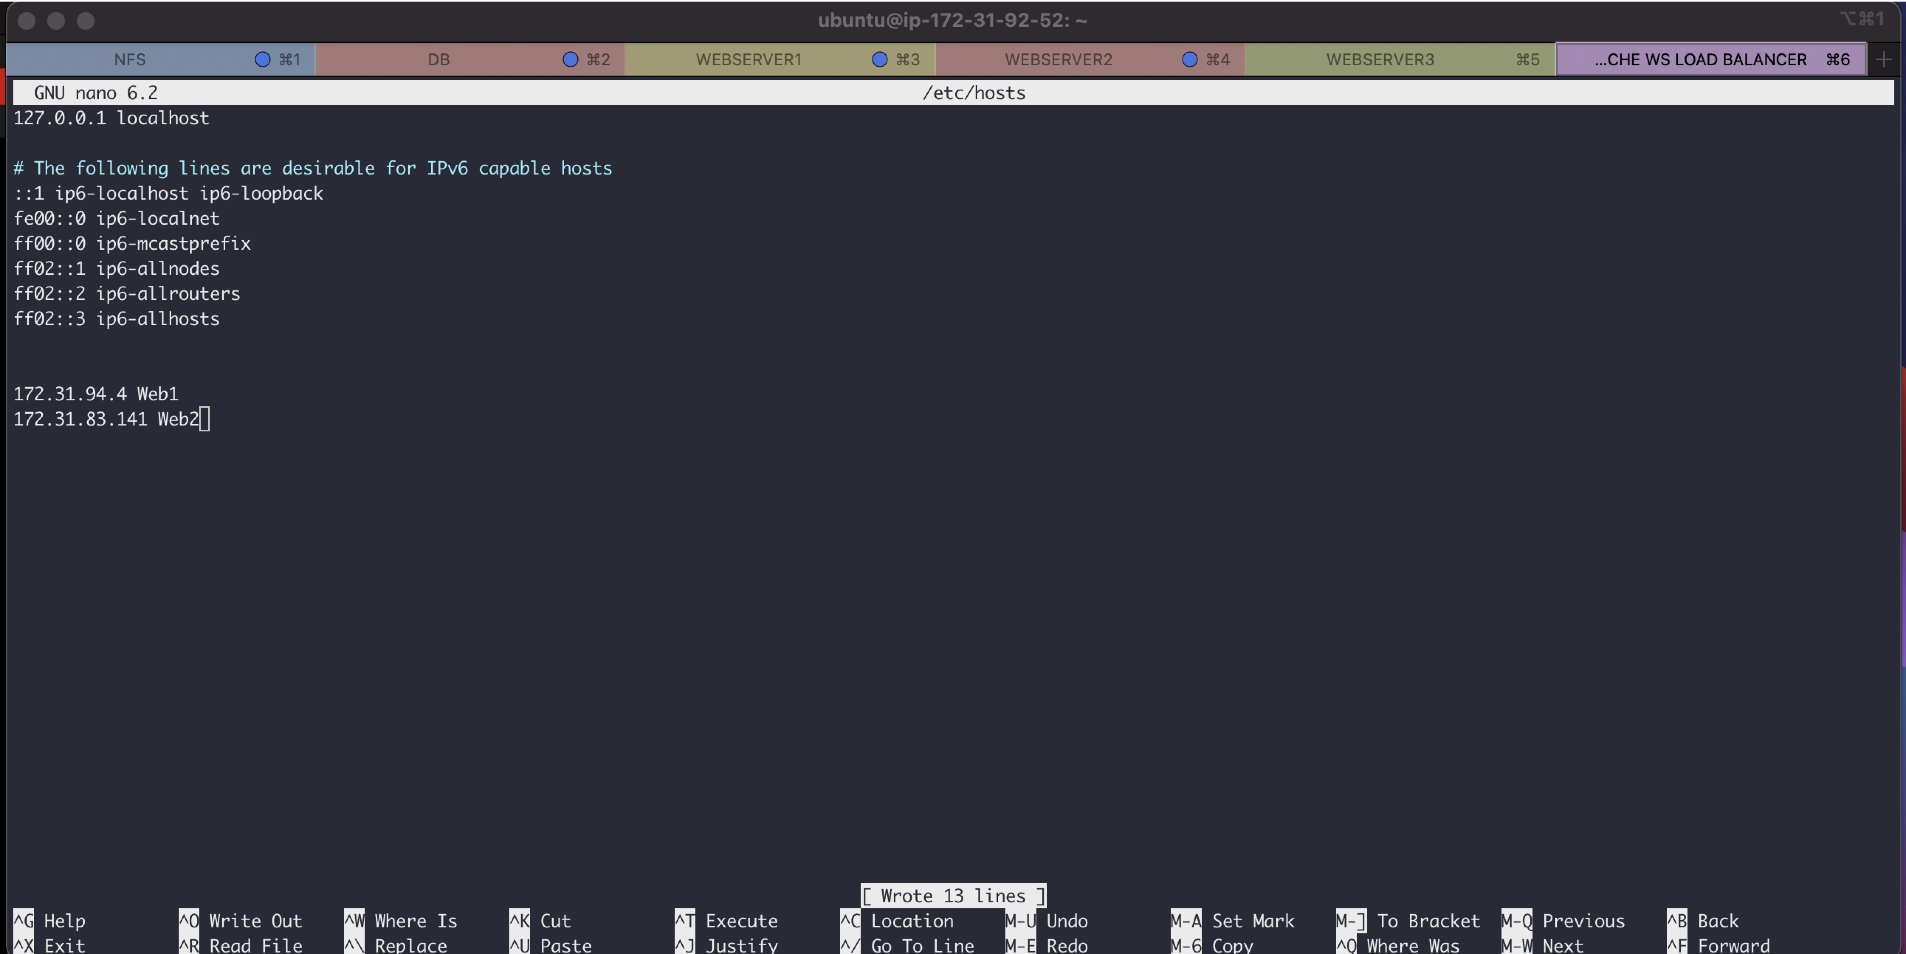 ubuntu@ip-172-31-92-52: ~ ⌥⌘1
NFS ⌘1 DB ⌘2 WEBSERVER1 ⌘3 WEBSERVER2 ⌘4 WEBSERVER3 ⌘5 ...CHE WS LOAD BALANCER ⌘6 +
GNU nano 6.2 /etc/hosts
127.0.0.1 localhost
# The following lines are desirable for IPv6 capable hosts
::1 ip6-localhost ip6-loopback
fe00::0 ip6-localnet
ff00::0 ip6-mcastprefix
ff02::1 ip6-allnodes
ff02::2 ip6-allrouters
ff02::3 ip6-allhosts
172.31.94.4 Web1
172.31.83.141 Web2
[ Wrote 13 lines ]
^G Help ^O Write Out ^W Where Is ^K Cut ^T Execute ^C Location M-U Undo M-A Set Mark M-] To Bracket M-Q Previous ^B Back
^X Exit ^R Read File ^\ Replace ^U Paste ^J Justify ^/ Go To Line M-E Redo M-6 Copy ^Q Where Was M-W Next ^F Forward